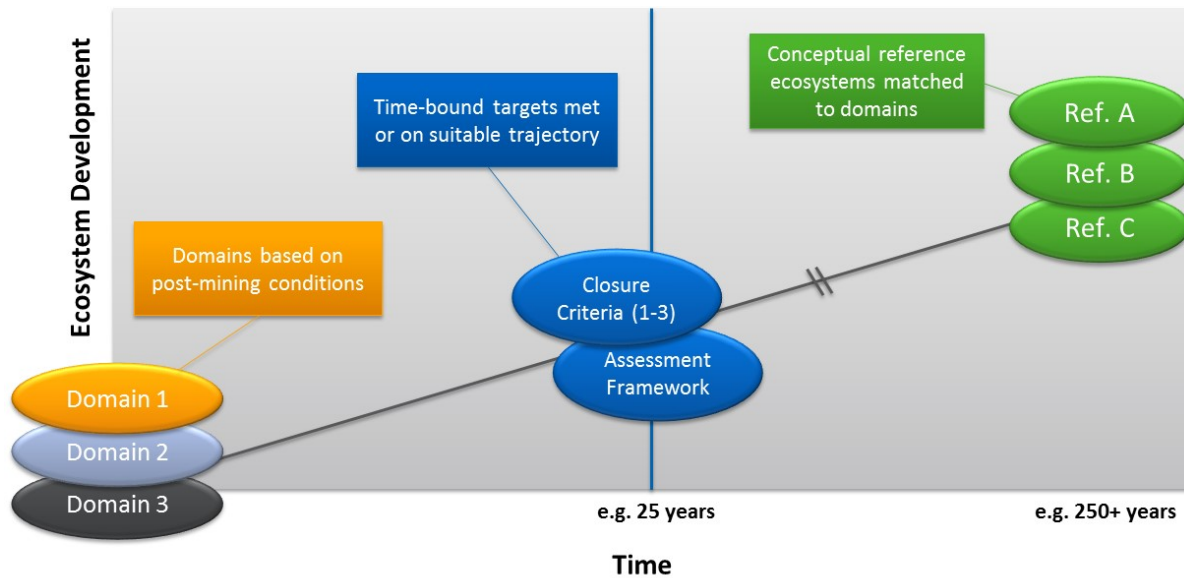 Ecosystem Development
Conceptual reference
ecosystems matched
to domains
Time-bound targets met
or on suitable trajectory
Domains based on
post-mining conditions
Ref. A
Ref. B
Ref. C
Closure
Criteria (1-3)
Assessment
Framework
Domain 1
Domain 2
Domain 3
e.g. 25 years
e.g. 250+ years
Time